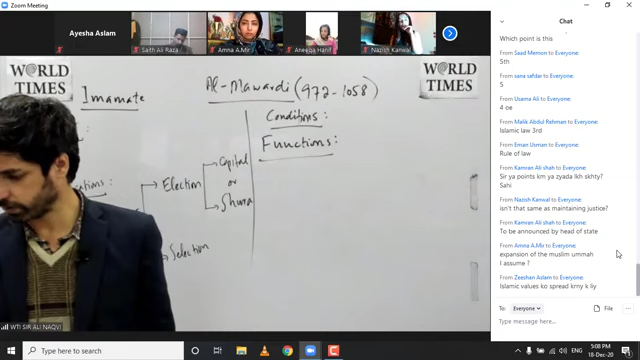 Zoom Meeting
Ayesha Aslam
Saith Ali Raza
Amna A.Mir
Aneeqa Hanif
Nazish Kanwal
W@RLD
TIMES
W@RLD
TIMES
Imamate
Al-Mawardi (972-1058)
Conditions:
Functions:
Election
Capital
or
Shura
Selection
WTI SIR ALI NAQVI
Chat
Which point is this
From Saad Memon to Everyone:
5th
From sana safdar to Everyone:
5
From Usama Ali to Everyone:
4 oe
From Malik Abdul Rehman to Everyone:
Islamic law 3rd
From Eman Usman to Everyone:
Rule of law
From Kamran Ali shah to Everyone:
Sir ya points km ya zyada lkh skhty?
Sahi
From Nazish Kanwal to Everyone:
isn't that same as maintaining justice?
From Kamran Ali shah to Everyone:
To be announced by head of state
From Amna A.Mir to Everyone:
expansion of the muslim ummah
I assume ?
From Zeeshan Aslam to Everyone:
Islamic values ko spread krny k liy
To: Everyone
File
Type message here...
Type here to search
5:08 PM
18-Dec-20